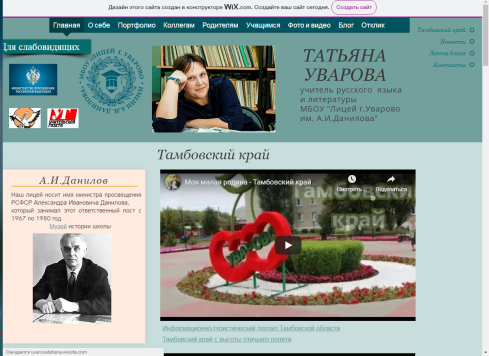 Дизайн этого сайта создан в конструкторе WiX.com. Создайте ваш сайт сегодня. Создать сайт
Главная О себе Портфолио Коллегам Родителям Учащимся Фото и видео Блог Отклик
Для слабовидящих
ТАТЬЯНА
УВАРОВА
учитель русского языка
и литературы
МБОУ "Лицей г.Уварово
им. А.И.Данилова"
Тамбовский край
Новости
Лента блога
Контакты
Тамбовский край
А.И.Данилов
Наш лицей носит имя министра просвещения
РСФСР Александра Ивановича Данилова,
который занимал этот ответственный пост с
1967 по 1980 год.
Музей истории школы
Моя малая родина - Тамбовский край
Смотреть ...
Поделиться
Тамбовский
край
Информационно-туристический портал Тамбовской области
Тамбовский край с высоты птичьего полёта
Ожидается uvarovatatiana.wixsite.com